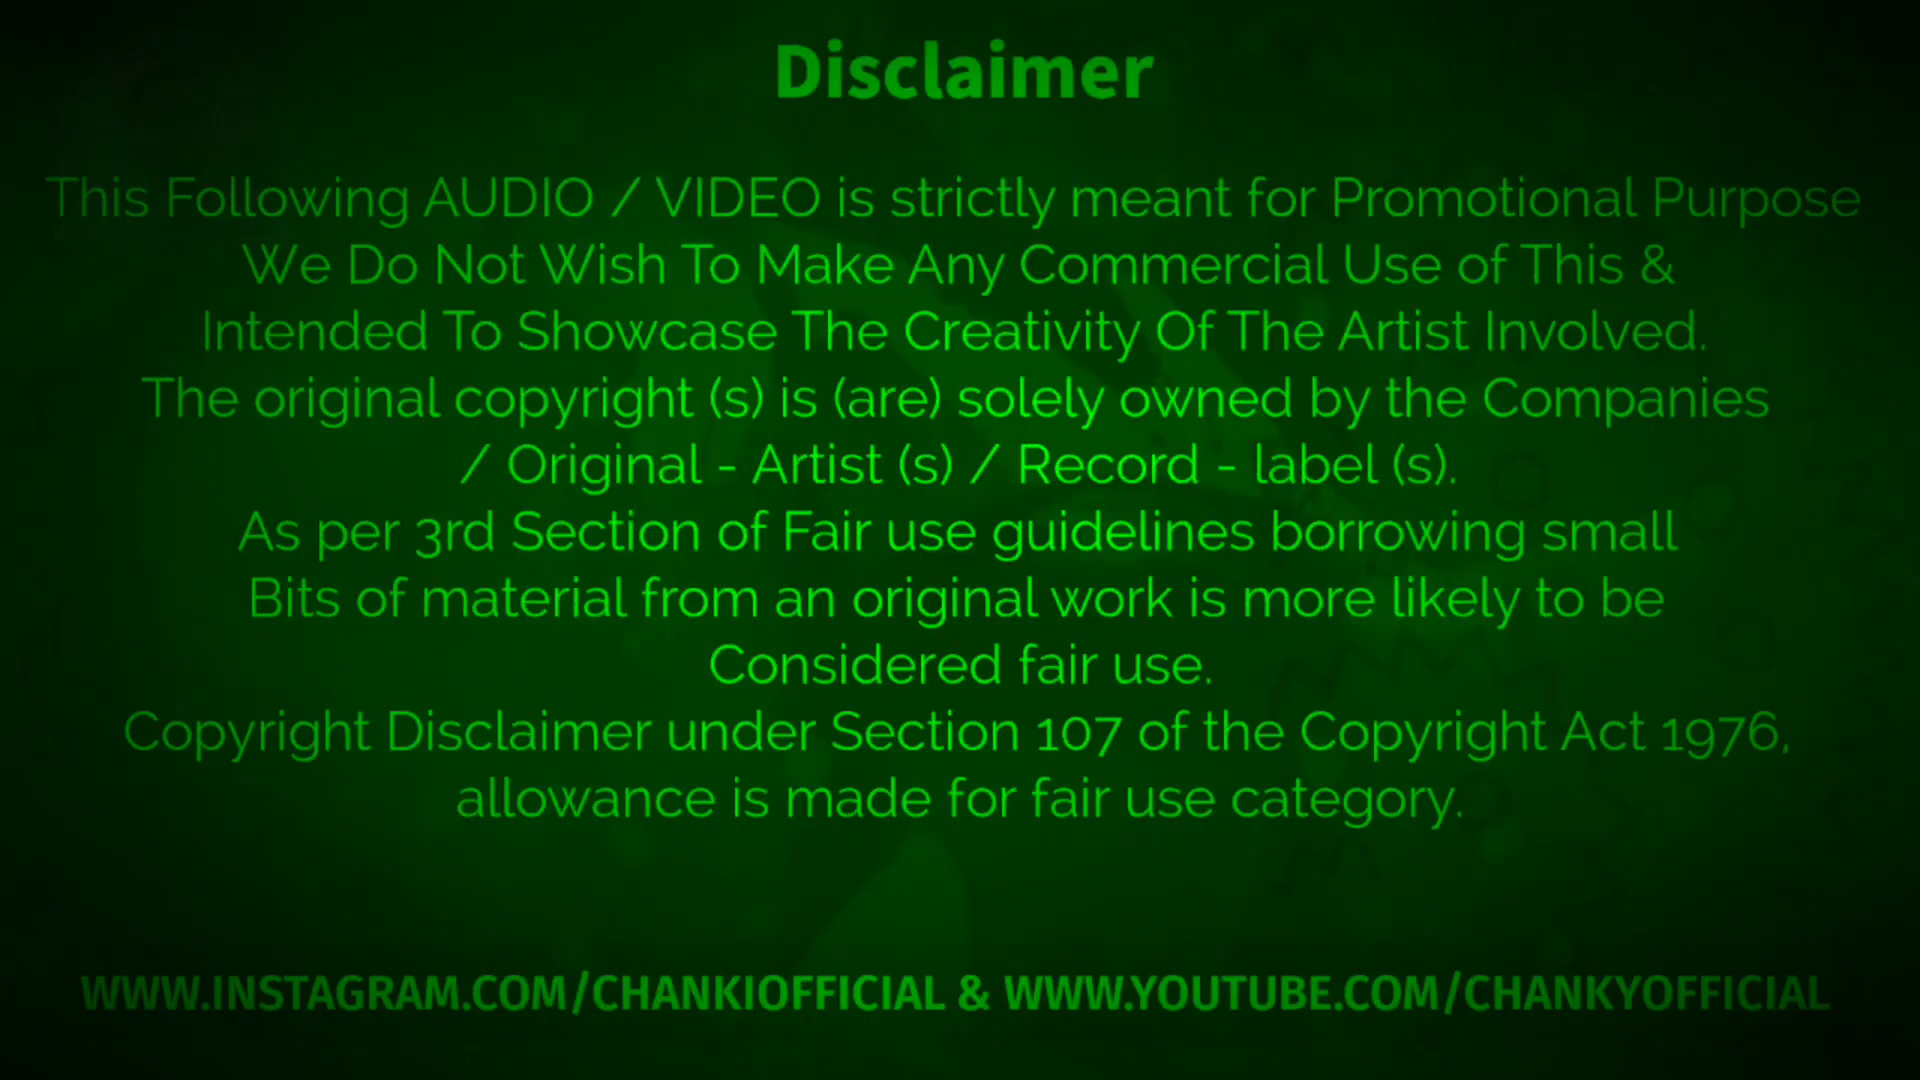 Disclaimer
This Following AUDIO / VIDEO is strictly meant for Promotional Purpose
We Do Not Wish To Make Any Commercial Use of This &
Intended To Showcase The Creativity Of The Artist Involved.
The original copyright (s) is (are) solely owned by the Companies
/ Original - Artist (s) / Record - label (s).
As per 3rd Section of Fair use guidelines borrowing small
Bits of material from an original work is more likely to be
Considered fair use.
Copyright Disclaimer under Section 107 of the Copyright Act 1976,
allowance is made for fair use category.
WWW.INSTAGRAM.COM/CHANKIOFFICIAL & WWW.YOUTUBE.COM/CHANKYOFFICIAL